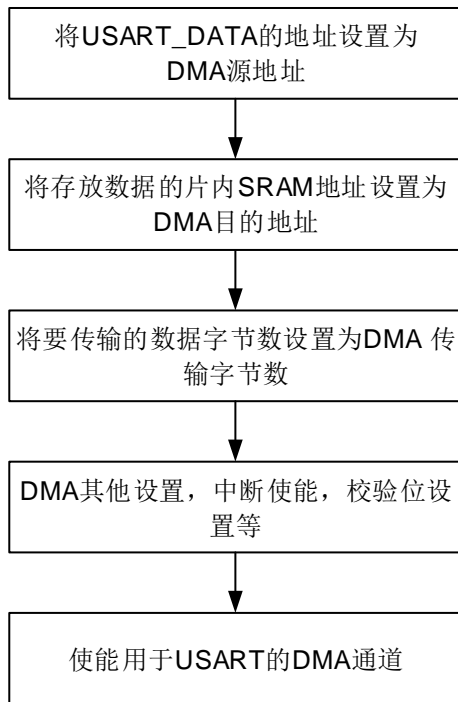 将USART_DATA的地址设置为
DMA源地址
将存放数据的片内SRAM地址设置为
DMA目的地址
将要传输的数据字节数设置为DMA 传
输字节数
DMA其他设置，中断使能，校验位设
置等
使能用于USART的DMA通道